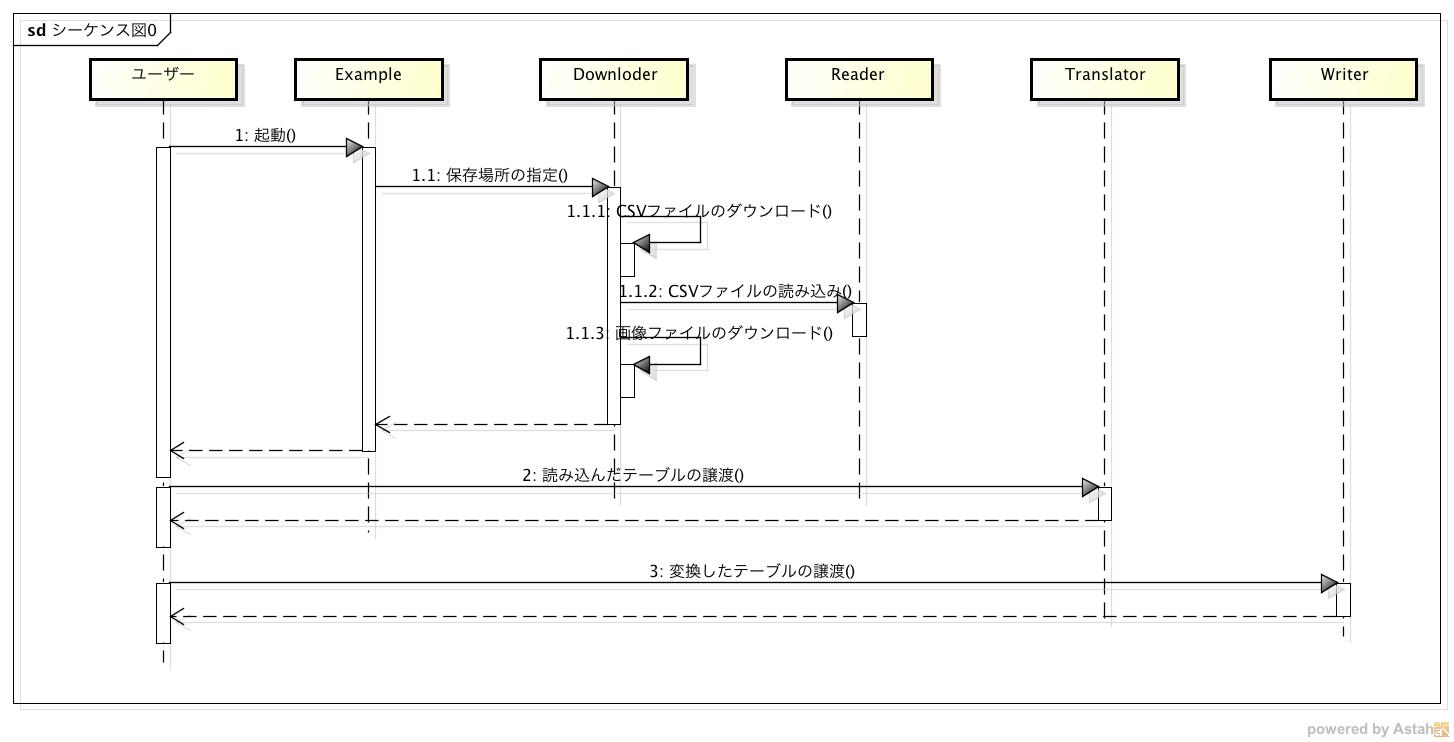 sd シーケンス図0
ユーザー
Example
Downloder
Reader
Translator
Writer
1: 起動()
1.1: 保存場所の指定()
1.1.1: CSVファイルのダウンロード()
1.1.2: CSVファイルの読み込み()
1.1.3: 画像ファイルのダウンロード()
2: 読み込んだテーブルの譲渡()
3: 変換したテーブルの譲渡()
powered by Astah